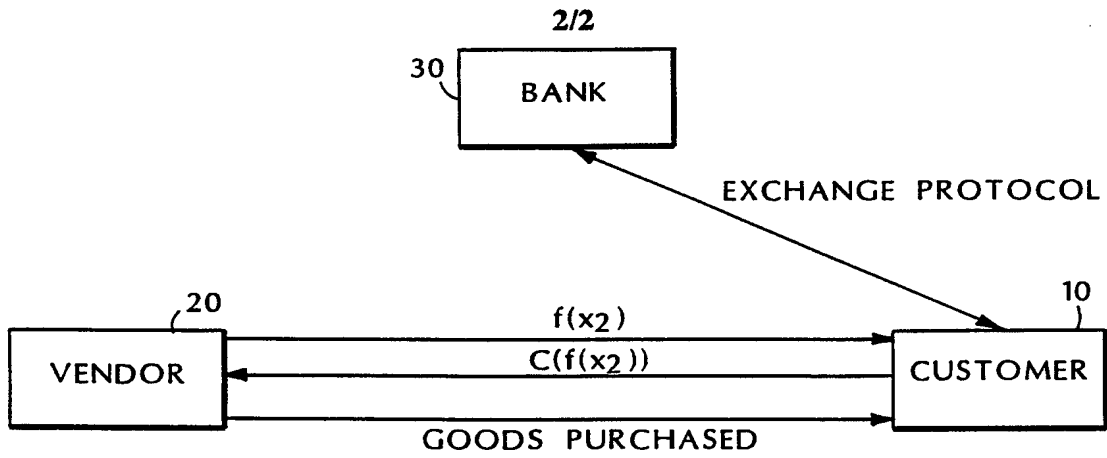 2/2
30
BANK
EXCHANGE PROTOCOL
20
10
f(x2)
VENDOR
C(f(x2))
CUSTOMER
GOODS PURCHASED